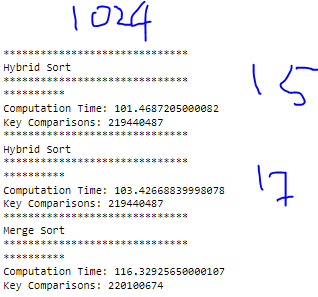 1024
******************************
Hybrid Sort
******************************
**********
Computation Time: 101.4687205000082
Key Comparisons: 219440487
15
******************************
Hybrid Sort
******************************
**********
Computation Time: 103.42668839998078
Key Comparisons: 219440487
17
******************************
Merge Sort
******************************
**********
Computation Time: 116.32925650000107
Key Comparisons: 220100674